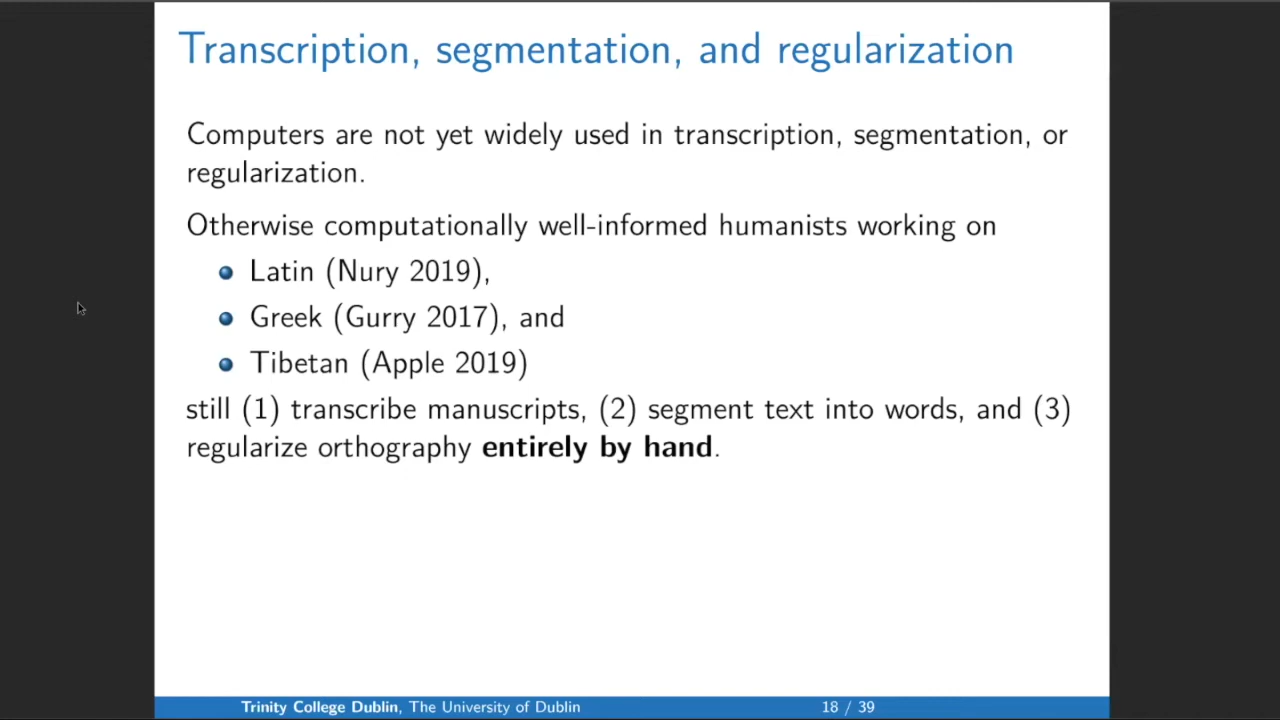 Transcription, segmentation, and regularization
Computers are not yet widely used in transcription, segmentation, or
regularization.
Otherwise computationally well-informed humanists working on
Latin (Nury 2019),
Greek (Gurry 2017), and
Tibetan (Apple 2019)
still (1) transcribe manuscripts, (2) segment text into words, and (3)
regularize orthography entirely by hand.
Trinity College Dublin, The University of Dublin 18 / 39